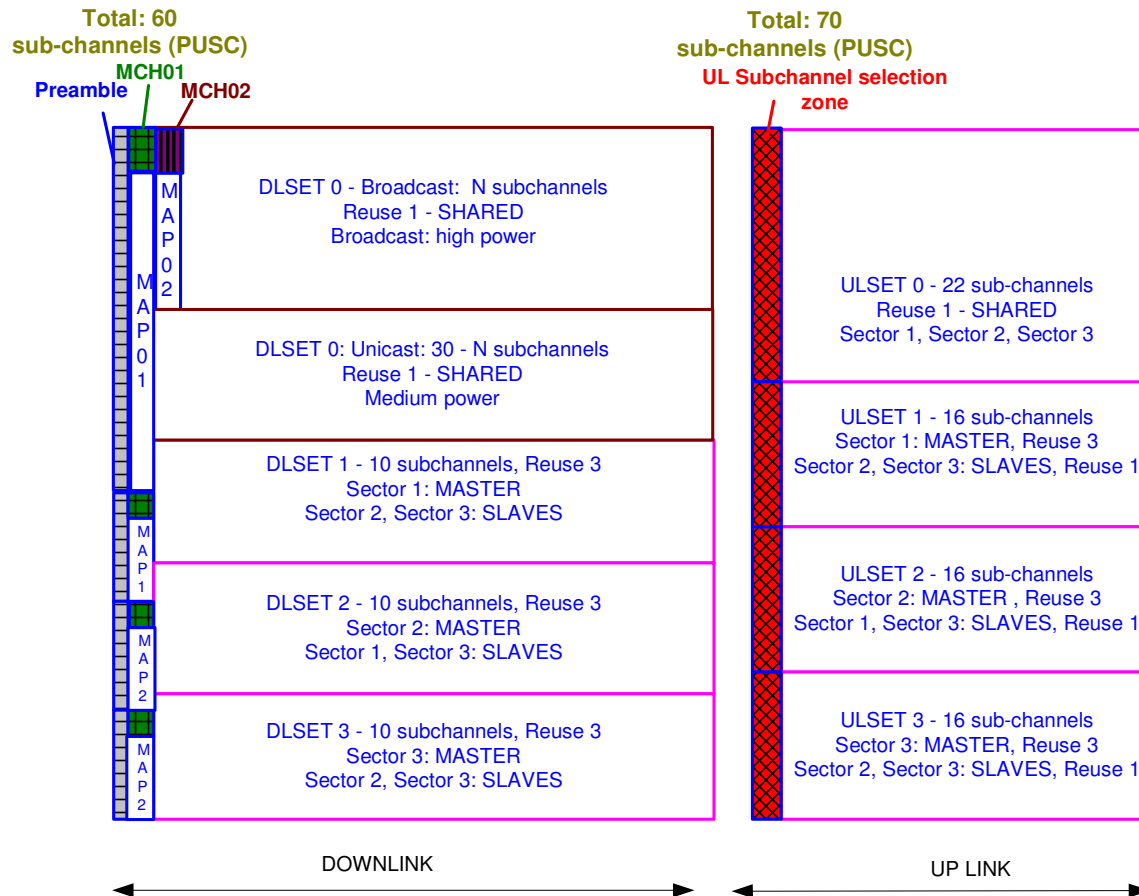 Total: 60
sub-channels (PUSC)
MCH01
Preamble
MCH02
Total: 70
sub-channels (PUSC)
UL Subchannel selection
zone
MAP01
MAP02
DLSET 0 - Broadcast:  N subchannels
Reuse 1 - SHARED
Broadcast: high power
DLSET 0: Unicast: 30 - N subchannels
Reuse 1 - SHARED
Medium power
MAP1
DLSET 1 - 10 subchannels, Reuse 3
Sector 1: MASTER
Sector 2, Sector 3: SLAVES
MAP2
DLSET 2 - 10 subchannels, Reuse 3
Sector 2: MASTER
Sector 1, Sector 3: SLAVES
MAP2
DLSET 3 - 10 subchannels, Reuse 3
Sector 3: MASTER
Sector 2, Sector 3: SLAVES
ULSET 0 - 22 sub-channels
Reuse 1 - SHARED
Sector 1, Sector 2, Sector 3
ULSET 1 - 16 sub-channels
Sector 1: MASTER, Reuse 3
Sector 2, Sector 3: SLAVES, Reuse 1
ULSET 2 - 16 sub-channels
Sector 2: MASTER , Reuse 3
Sector 1, Sector 3: SLAVES, Reuse 1
ULSET 3 - 16 sub-channels
Sector 3: MASTER, Reuse 3
Sector 2, Sector 3: SLAVES, Reuse 1
DOWNLINK
UP LINK